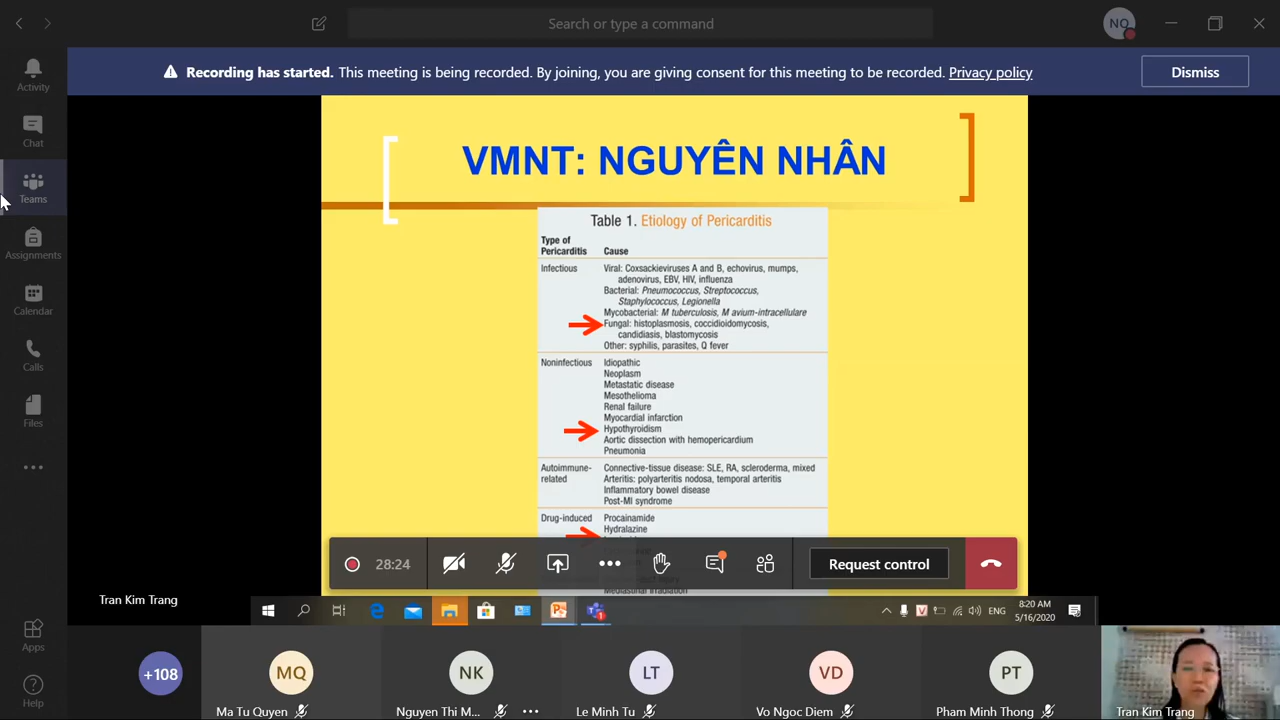 Search or type a command
NQ
Activity
Chat
Teams
Assignments
Calendar
Calls
Files
Apps
Help
Recording has started. This meeting is being recorded. By joining, you are giving consent for this meeting to be recorded. Privacy policy
Dismiss
VMNT: NGUYÊN NHÂN
Table 1. Etiology of Pericarditis
Type of Pericarditis
Cause
Infectious
Viral: Coxsackieviruses A and B, echovirus, mumps,
adenovirus, EBV, HIV, influenza
Bacterial: Pneumococcus, Streptococcus,
Staphylococcus, Legionella
Mycobacterial: M tuberculosis, M avium-intracellulare
Fungal: histoplasmosis, coccidioidomycosis,
candidiasis, blastomycosis
Other: syphilis, parasites, Q fever
Noninfectious
Idiopathic
Neoplasm
Metastatic disease
Mesothelioma
Renal failure
Myocardial infarction
Hypothyroidism
Aortic dissection with hemopericardium
Pneumonia
Autoimmune-related
Connective-tissue disease: SLE, RA, scleroderma, mixed
Arteritis: polyarteritis nodosa, temporal arteritis
Inflammatory bowel disease
Post-MI syndrome
Drug-induced
Procainamide
Hydralazine
Mediastinal irradiation
28:24
Request control
Tran Kim Trang
V
ENG
8:20 AM
5/16/2020
+108
MQ
Ma Tu Quyen
NK
Nguyen Thi M...
LT
Le Minh Tu
VD
Vo Ngoc Diem
PT
Pham Minh Thong
Tran Kim Trang